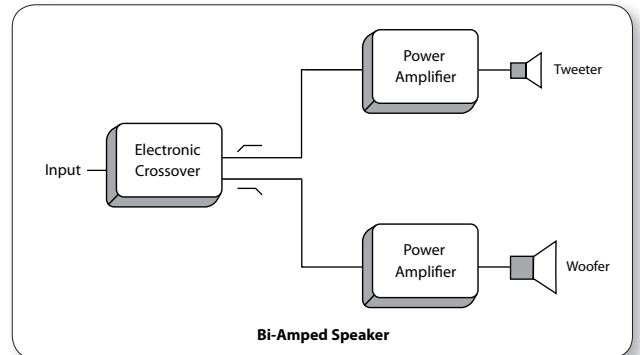 Power
Amplifier
Tweeter
Electronic
Crossover
Input
Power
Amplifier
Woofer
Bi-Amped Speaker